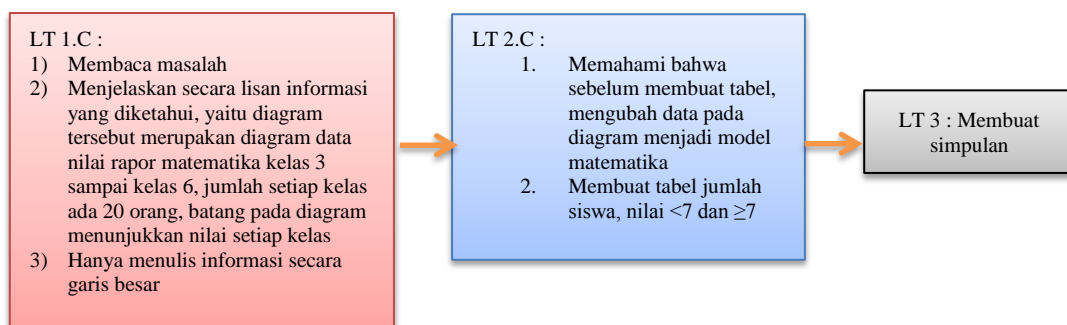 LT 1.C :
1) Membaca masalah
2) Menjelaskan secara lisan informasi
yang diketahui, yaitu diagram
tersebut merupakan diagram data
nilai rapor matematika kelas 3
sampai kelas 6, jumlah setiap kelas
ada 20 orang, batang pada diagram
menunjukkan nilai setiap kelas
3) Hanya menulis informasi secara
garis besar
LT 2.C :
1. Memahami bahwa
sebelum membuat tabel,
mengubah data pada
diagram menjadi model
matematika
2. Membuat tabel jumlah
siswa, nilai <7 dan ≥7
LT 3 : Membuat
simpulan